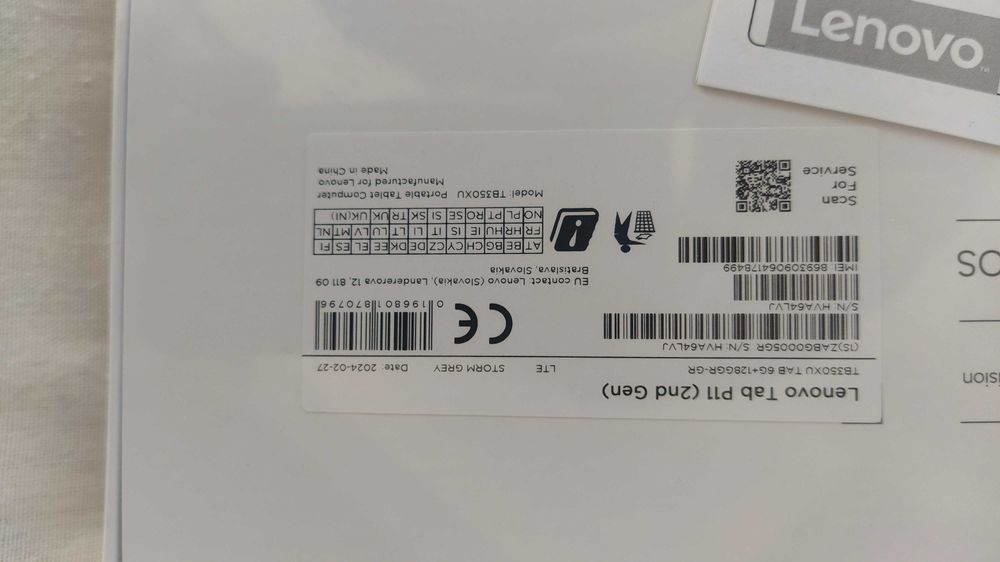 Lenovo
Lenovo Tab P11 (2nd Gen)
TB350XU TAB 6G+128GGR-GR LTE STORM GREY Date: 2024-02-27
(1S)ZABG0005GR S/N: HVA64LVJ
S/N: HVA64LVJ
IMEI 869309064178499
Scan
For
Service
0 196801 870796
EU contact: Lenovo (Slovakia), Landererova 12, 811 09
Bratislava, Slovakia
AT BE BG CH CY CZ DE DK EE EL ES FI
FR HR HU IE IS IT LI LT LU LV MT NL
NO PL PT RO SE SI SK TR UK UK(NI)
Model: TB350XU Portable Tablet Computer
Manufactured for Lenovo
Made in China